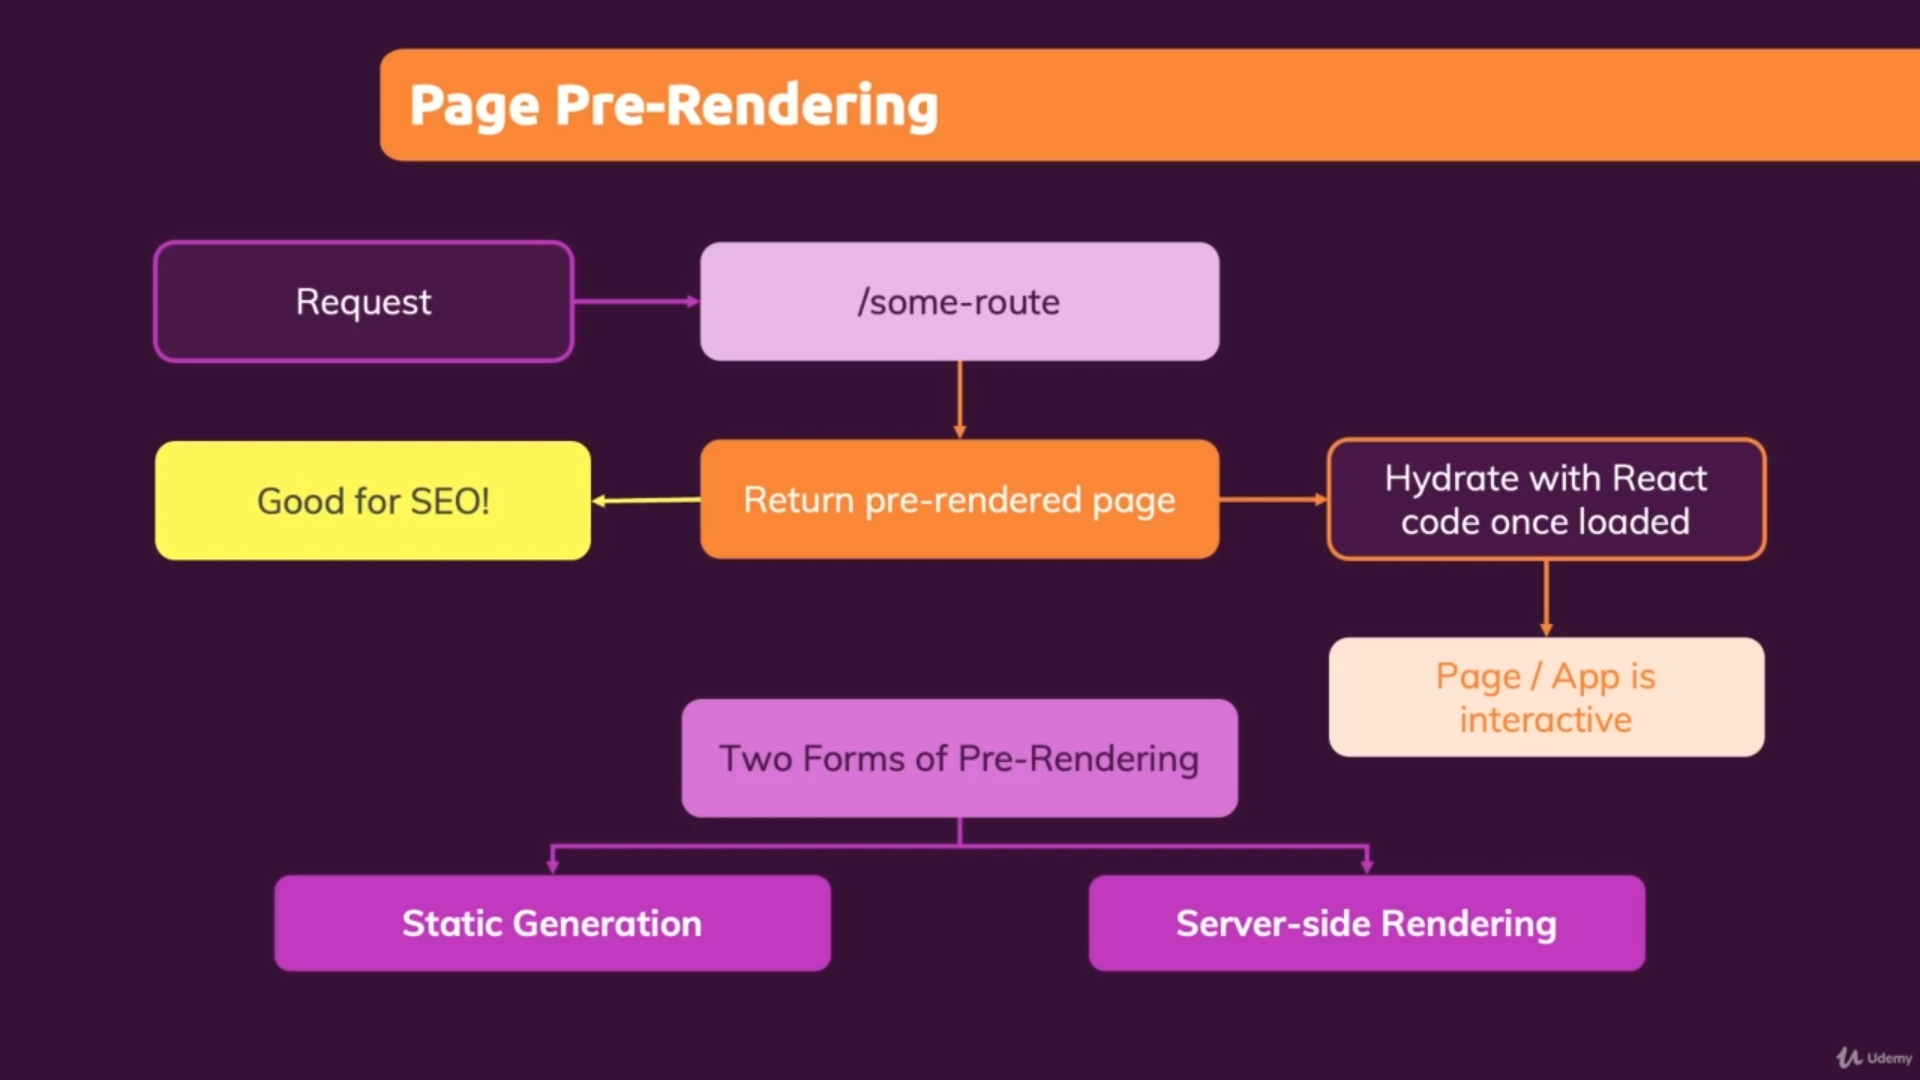 Page Pre-Rendering
Request
/some-route
Good for SEO!
Return pre-rendered page
Hydrate with React
code once loaded
Page / App is
interactive
Two Forms of Pre-Rendering
Static Generation
Server-side Rendering
Udemy